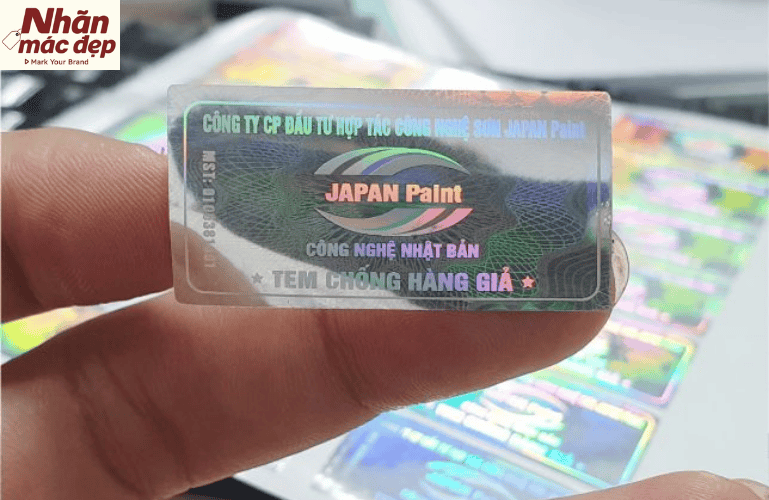 Nhãn
mác đẹp
Mark Your Brand
CÔNG TY CP ĐẦU TƯ HỢP TÁC CÔNG NGHỆ SƠN JAPAN Paint
MST:
JAPAN Paint
CÔNG NGHỆ NHẬT BẢN
TEM CHỐNG HÀNG GIẢ